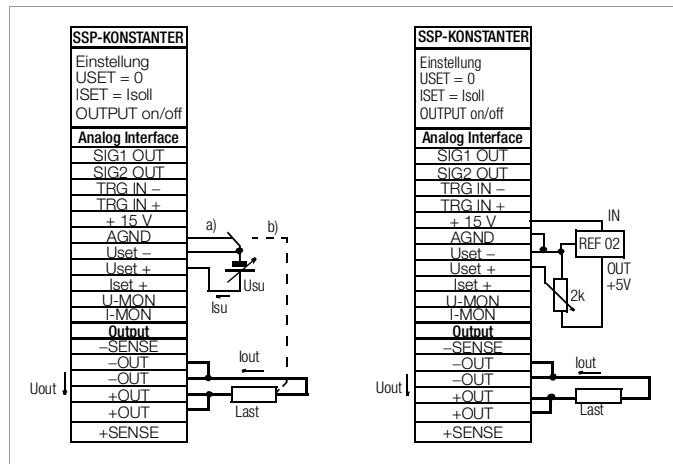 SSP-KONSTANTER
Einstellung
USET = 0
ISET = Isoll
OUTPUT on/off
Analog Interface
SIG1 OUT
SIG2 OUT
TRG IN –
TRG IN +
+ 15 V
AGND
Uset –
Uset +
Iset +
U-MON
I-MON
Output
–SENSE
–OUT
–OUT
+OUT
+OUT
+SENSE
a)
b)
Usu
Isu
Iout
Uout
Last
SSP-KONSTANTER
Einstellung
USET = 0
ISET = Isoll
OUTPUT on/off
Analog Interface
SIG1 OUT
SIG2 OUT
TRG IN –
TRG IN +
+ 15 V
AGND
Uset –
Uset +
Iset +
U-MON
I-MON
Output
–SENSE
–OUT
–OUT
+OUT
+OUT
+SENSE
IN
REF 02
OUT
+5V
2k
Iout
Uout
Last